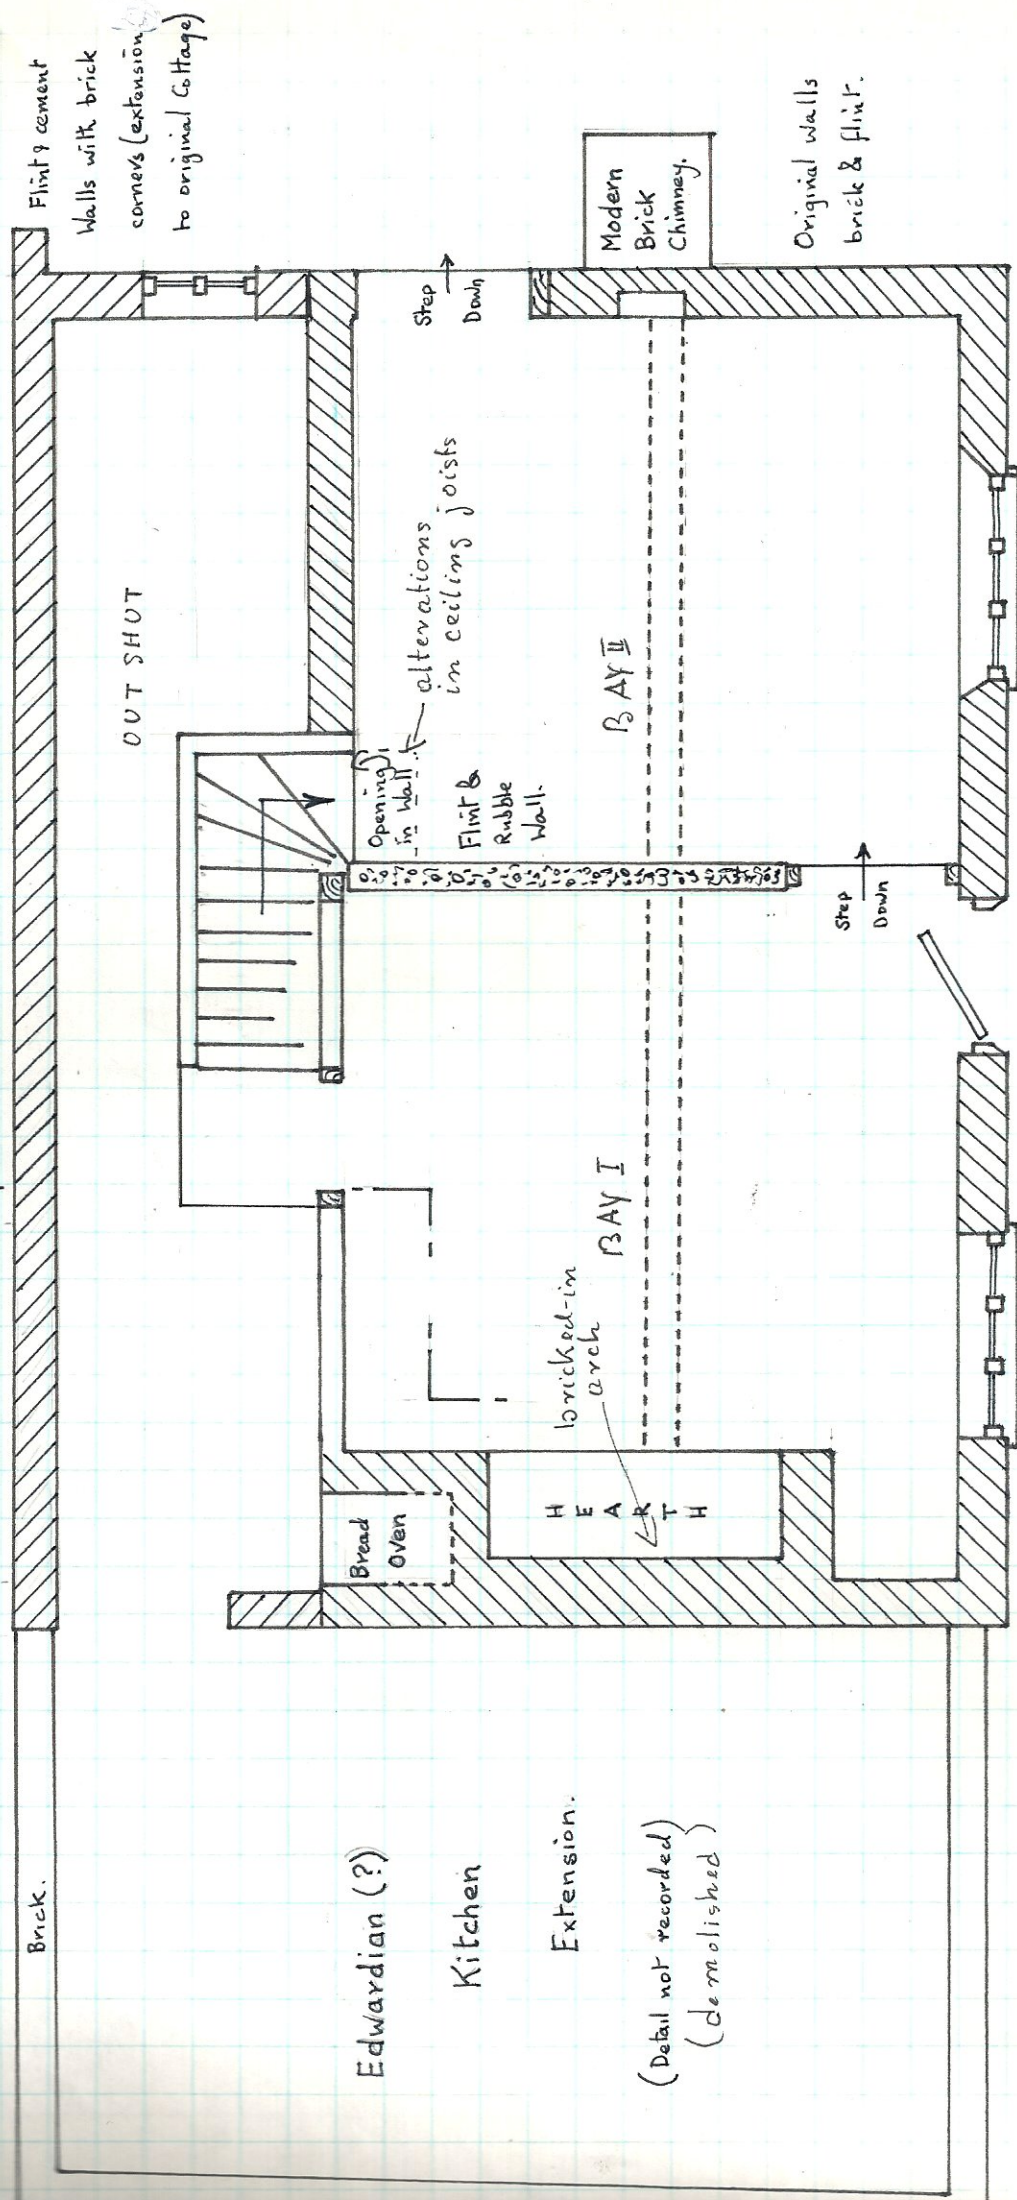 Flint & cement
Walls with brick
corners (extension
to original Cottage)
Brick.
OUT SHUT
Opening
in Wall
alterations
in ceiling joists
Flint &
Rubble
Wall.
Step
Down
Modern
Brick
Chimney.
Original Walls
brick & flint.
BAY II
BAY I
Step
Down
bricked-in
arch
HEARTH
Bread
Oven
Edwardian (?)
Kitchen
Extension.
(Detail not recorded)
(demolished)